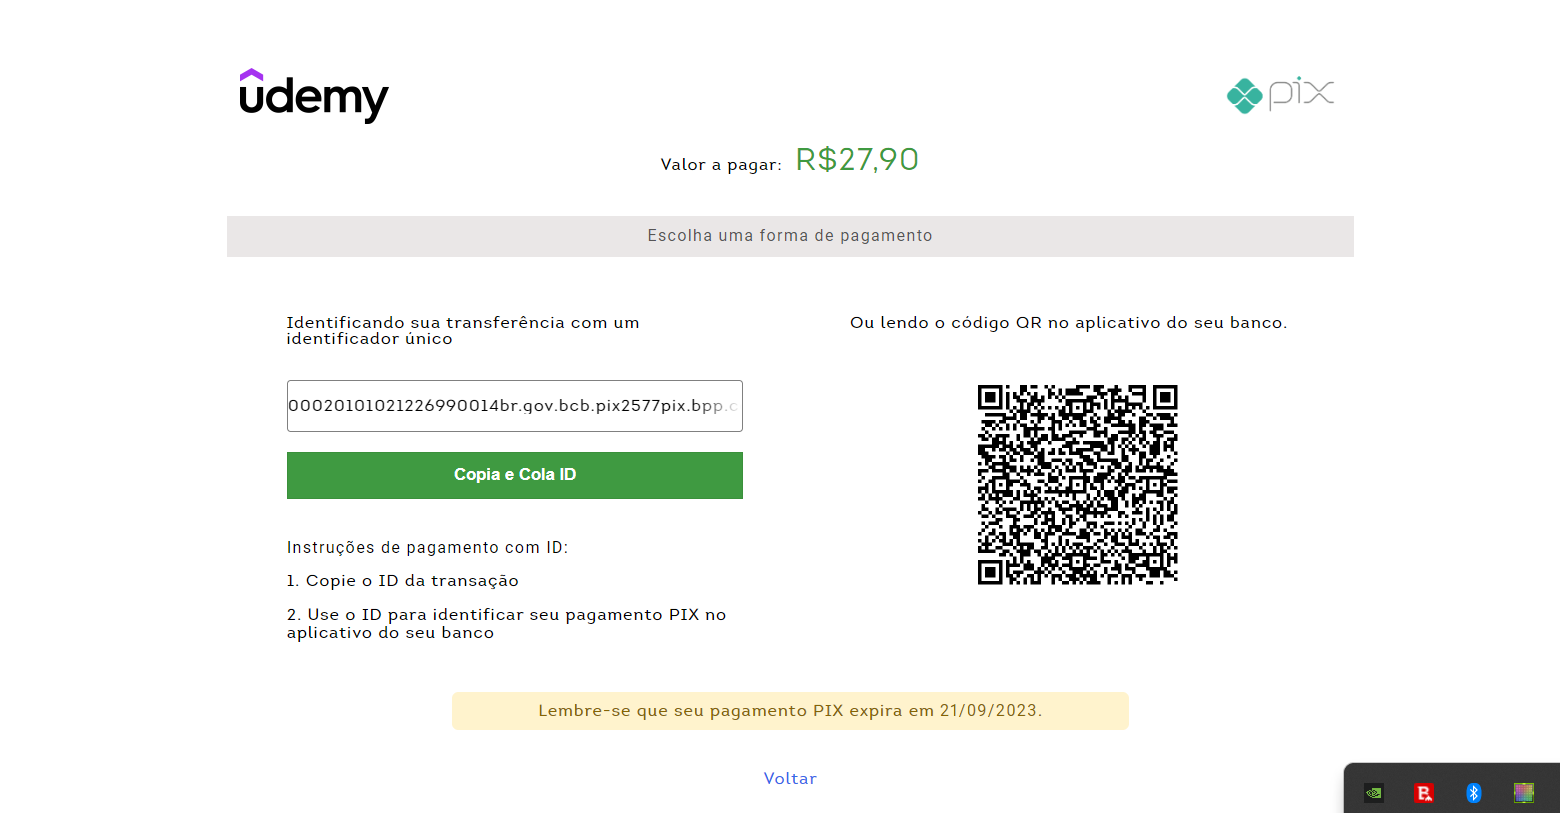 udemy
pix
Valor a pagar: R$27,90
Escolha uma forma de pagamento
Identificando sua transferência com um
identificador único
00020101021226990014br.gov.bcb.pix2577pix.bpp.c
Copia e Cola ID
Instruções de pagamento com ID:
1. Copie o ID da transação
2. Use o ID para identificar seu pagamento PIX no
aplicativo do seu banco
Ou lendo o código QR no aplicativo do seu banco.
Lembre-se que seu pagamento PIX expira em 21/09/2023.
Voltar